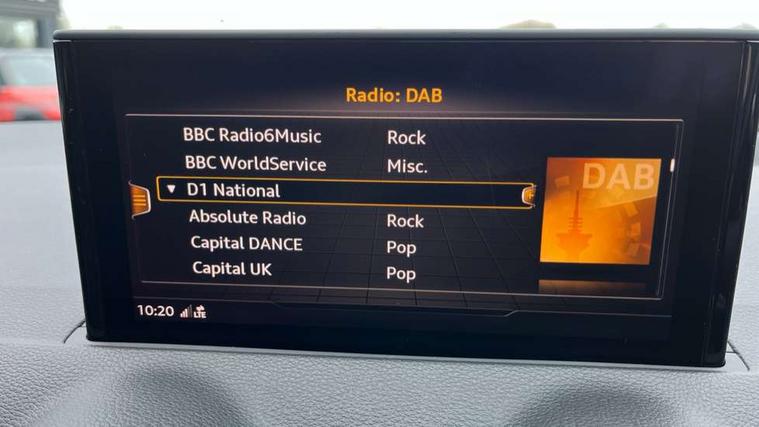 Radio: DAB
BBC Radio6Music Rock
BBC WorldService Misc.
D1 National
DAB
Absolute Radio Rock
Capital DANCE Pop
Capital UK Pop
10:20 LTE